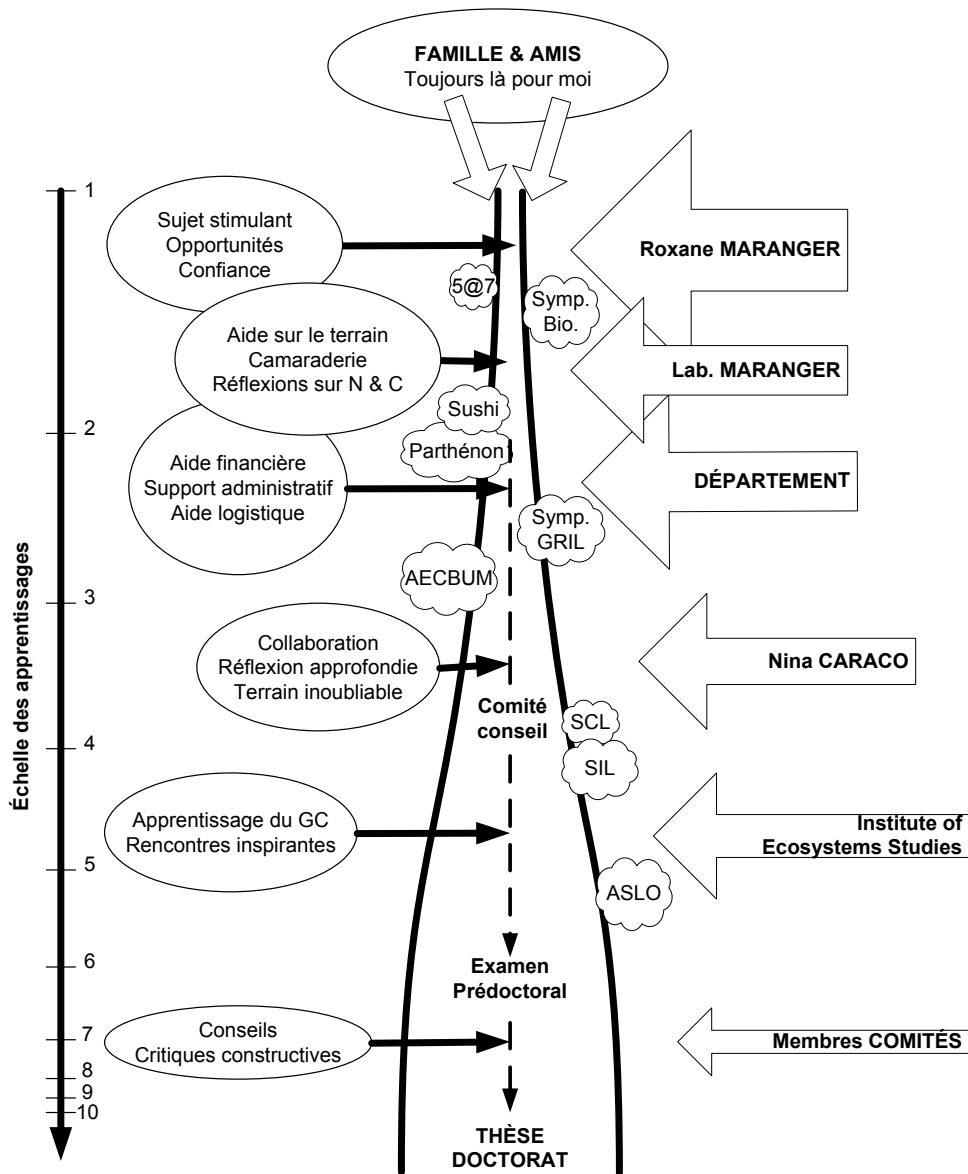 FAMILLE & AMIS
Toujours là pour moi
1
Sujet stimulant
Opportunités
Confiance
Roxane MARANGER
5@7
Symp.
Bio.
Aide sur le terrain
Camaraderie
Réflexions sur N & C
Lab. MARANGER
Sushi
2
Parthénon
Aide financière
Support administratif
Aide logistique
DÉPARTEMENT
Symp.
GRIL
AECBUM
3
Échelle des apprentissages
Collaboration
Réflexion approfondie
Terrain inoubliable
Nina CARACO
Comité
conseil
SCL
4
SIL
Apprentissage du GC
Rencontres inspirantes
Institute of
Ecosystems Studies
5
ASLO
6
Examen
Prédoctoral
7
Conseils
Critiques constructives
Membres COMITÉS
8
9
10
THÈSE
DOCTORAT